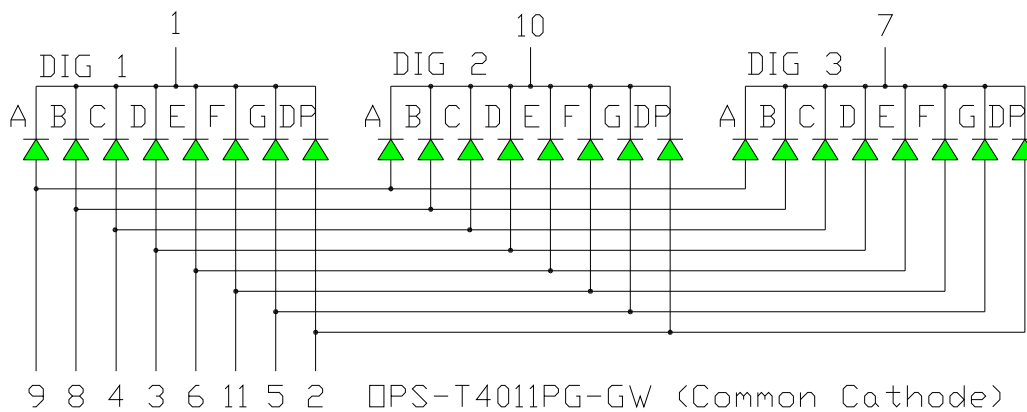 1 10 7
DIG 1 DIG 2 DIG 3
A B C D E F G DP A B C D E F G DP A B C D E F G DP
9 8 4 3 6 11 5 2 OPS-T4011PG-GW (Common Cathode)